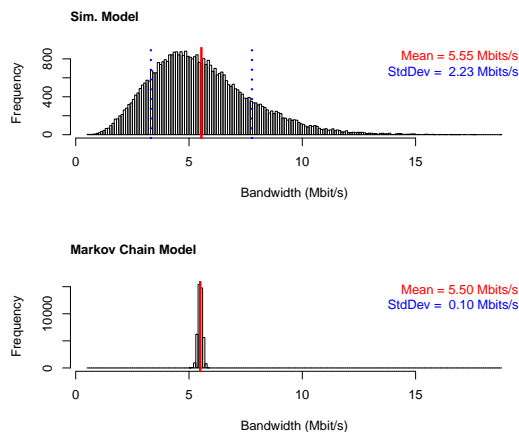 Sim. Model
Mean = 5.55 Mbits/s
StdDev = 2.23 Mbits/s
Frequency
800
400
0
0 5 10 15
Bandwidth (Mbit/s)
Markov Chain Model
Mean = 5.50 Mbits/s
StdDev = 0.10 Mbits/s
Frequency
10000
0
0 5 10 15
Bandwidth (Mbit/s)